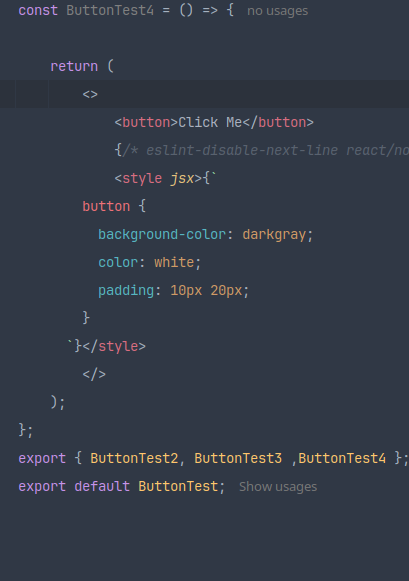 const ButtonTest4 = () => { no usages
return (
<>
<button>Click Me</button>
{/* eslint-disable-next-line react/no
<style jsx>{`
button {
background-color: darkgray;
color: white;
padding: 10px 20px;
}
`}</style>
</>
);
};
export { ButtonTest2, ButtonTest3 ,ButtonTest4 };
export default ButtonTest; Show usages